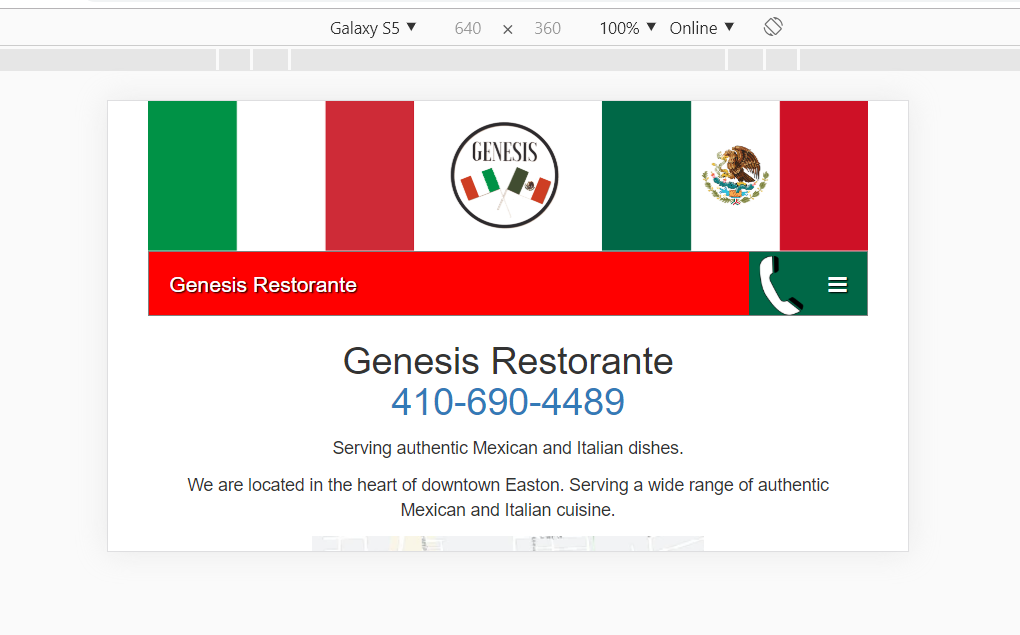 Galaxy S5 ▼ 640 × 360 100% ▼ Online ▼
GENESIS
Genesis Restorante
Genesis Restorante
410-690-4489
Serving authentic Mexican and Italian dishes.
We are located in the heart of downtown Easton. Serving a wide range of authentic
Mexican and Italian cuisine.